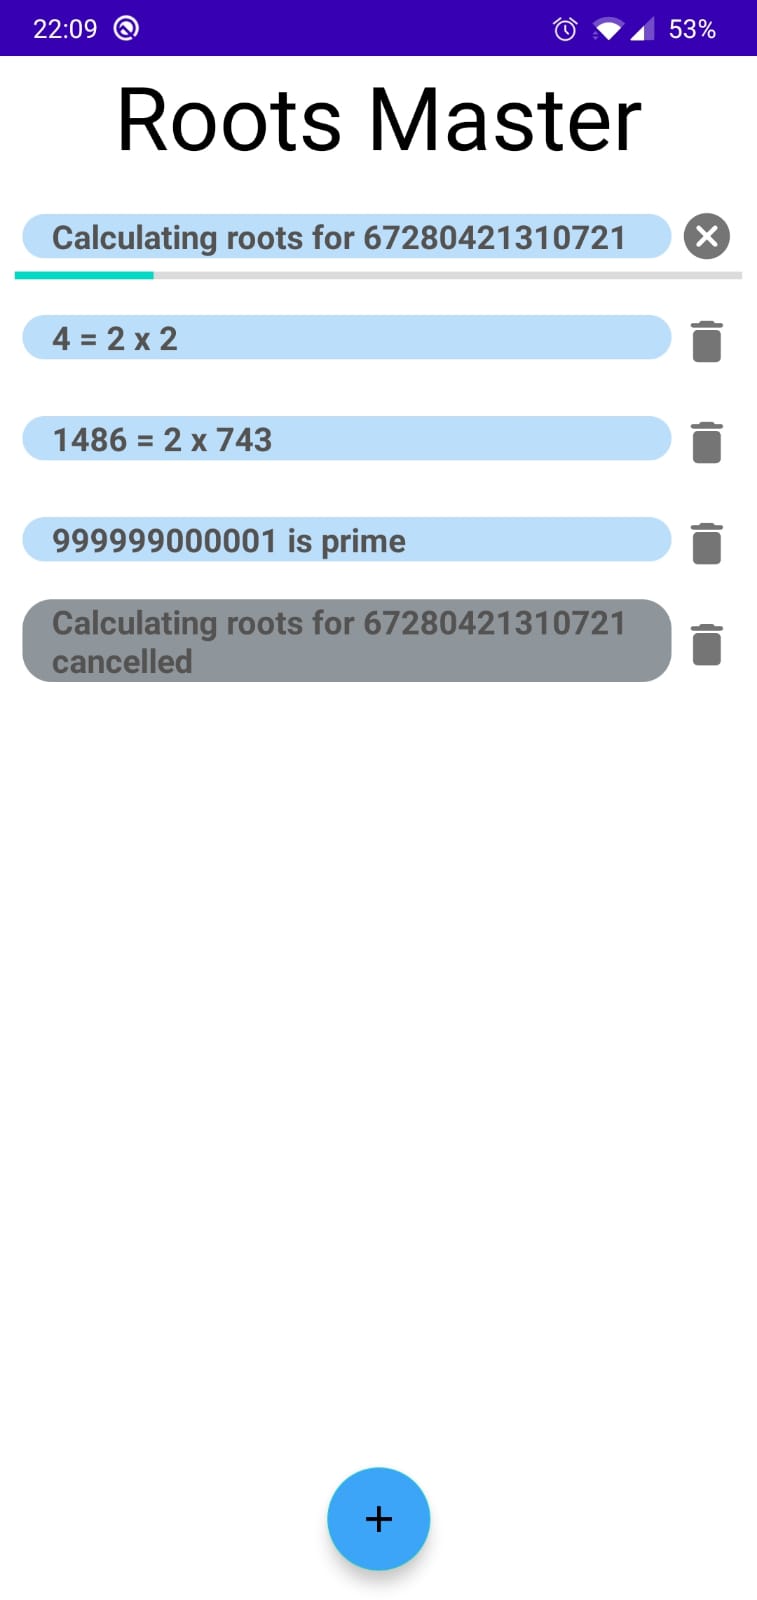 22:09 53%
Roots Master
Calculating roots for 67280421310721
4 = 2 x 2
1486 = 2 x 743
999999000001 is prime
Calculating roots for 67280421310721
cancelled
+